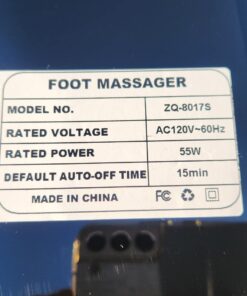 FOOT MASSAGER
MODEL NO. ZQ-8017S
RATED VOLTAGE AC120V~60Hz
RATED POWER 55W
DEFAULT AUTO-OFF TIME 15min
MADE IN CHINA FC